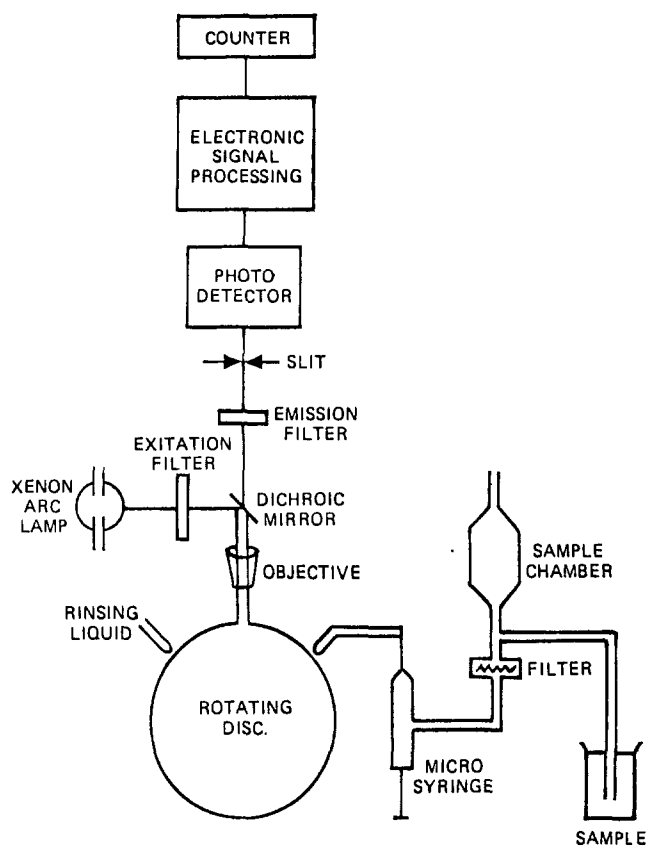 COUNTER
ELECTRONIC
SIGNAL
PROCESSING
PHOTO
DETECTOR
SLIT
EMISSION
FILTER
EXITATION
FILTER
XENON
ARC
LAMP
DICHROIC
MIRROR
OBJECTIVE
SAMPLE
CHAMBER
RINSING
LIQUID
FILTER
ROTATING
DISC.
MICRO
SYRINGE
SAMPLE